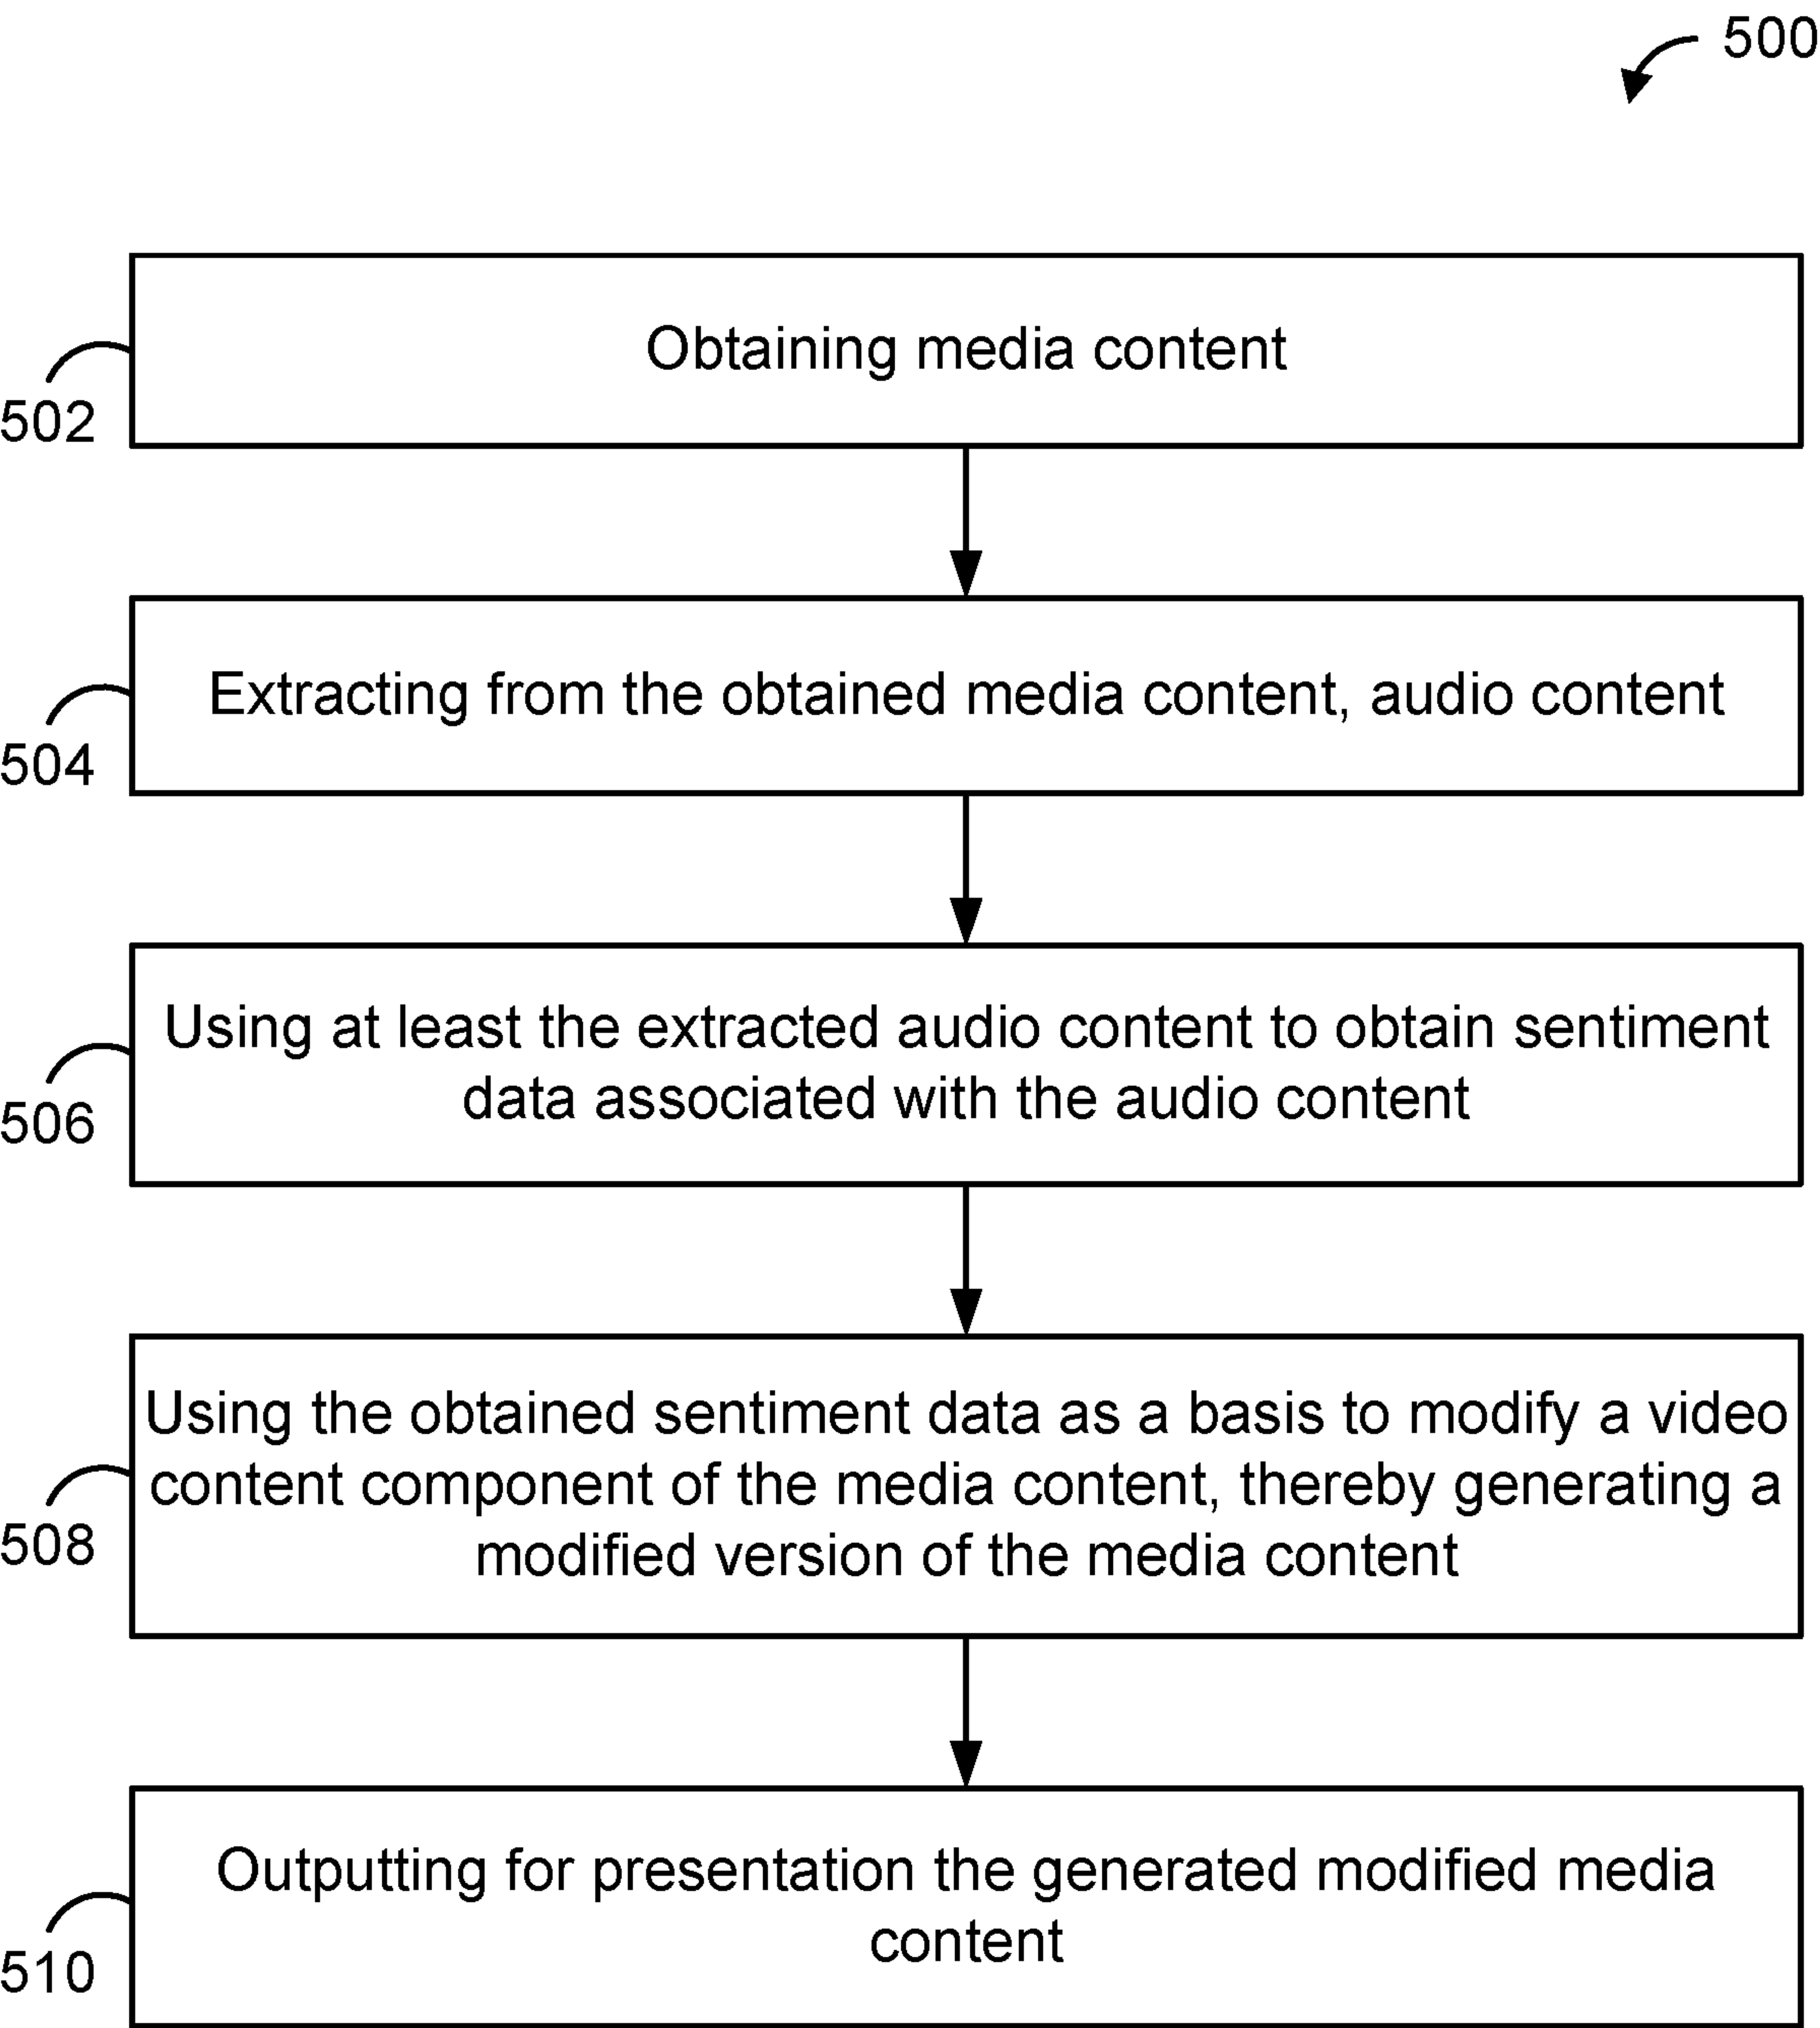 500
Obtaining media content
502
Extracting from the obtained media content, audio content
504
Using at least the extracted audio content to obtain sentiment
data associated with the audio content
506
Using the obtained sentiment data as a basis to modify a video
content component of the media content, thereby generating a
modified version of the media content
508
Outputting for presentation the generated modified media
content
510